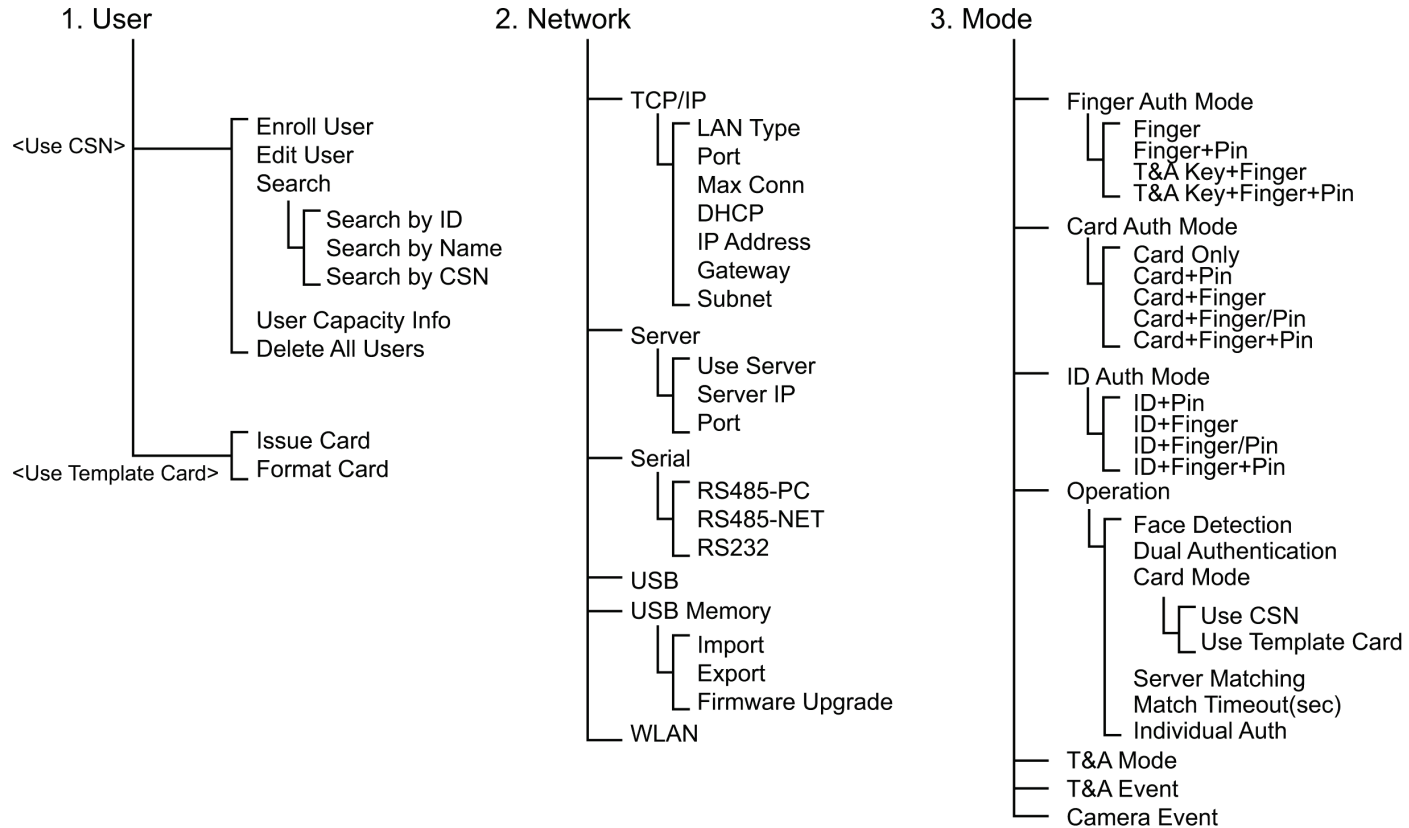 1. User
<Use CSN>
Enroll User
Edit User
Search
Search by ID
Search by Name
Search by CSN
User Capacity Info
Delete All Users
<Use Template Card>
Issue Card
Format Card
2. Network
TCP/IP
LAN Type
Port
Max Conn
DHCP
IP Address
Gateway
Subnet
Server
Use Server
Server IP
Port
Serial
RS485-PC
RS485-NET
RS232
USB
USB Memory
Import
Export
Firmware Upgrade
WLAN
3. Mode
Finger Auth Mode
Finger
Finger+Pin
T&A Key+Finger
T&A Key+Finger+Pin
Card Auth Mode
Card Only
Card+Pin
Card+Finger
Card+Finger/Pin
Card+Finger+Pin
ID Auth Mode
ID+Pin
ID+Finger
ID+Finger/Pin
ID+Finger+Pin
Operation
Face Detection
Dual Authentication
Card Mode
Use CSN
Use Template Card
Server Matching
Match Timeout(sec)
Individual Auth
T&A Mode
T&A Event
Camera Event